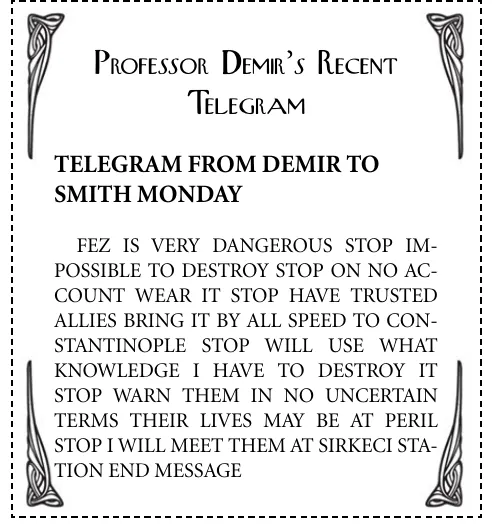 Professor Demir's Recent
Telegram
TELEGRAM FROM DEMIR TO
SMITH MONDAY
FEZ IS VERY DANGEROUS STOP IM-
POSSIBLE TO DESTROY STOP ON NO AC-
COUNT WEAR IT STOP HAVE TRUSTED
ALLIES BRING IT BY ALL SPEED TO CON-
STANTINOPLE STOP WILL USE WHAT
KNOWLEDGE I HAVE TO DESTROY IT
STOP WARN THEM IN NO UNCERTAIN
TERMS THEIR LIVES MAY BE AT PERIL
STOP I WILL MEET THEM AT SIRKECI STA-
TION END MESSAGE